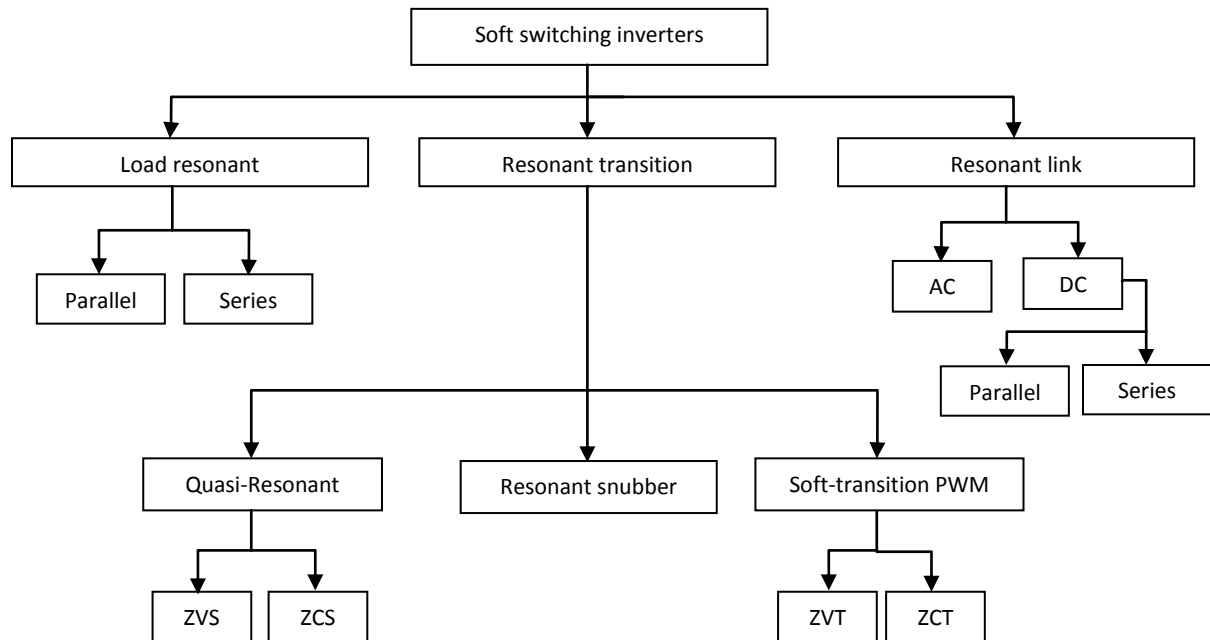 Soft switching inverters
Load resonant
Resonant transition
Resonant link
Parallel
Series
AC
DC
Parallel
Series
Quasi-Resonant
Resonant snubber
Soft-transition PWM
ZVS
ZCS
ZVT
ZCT